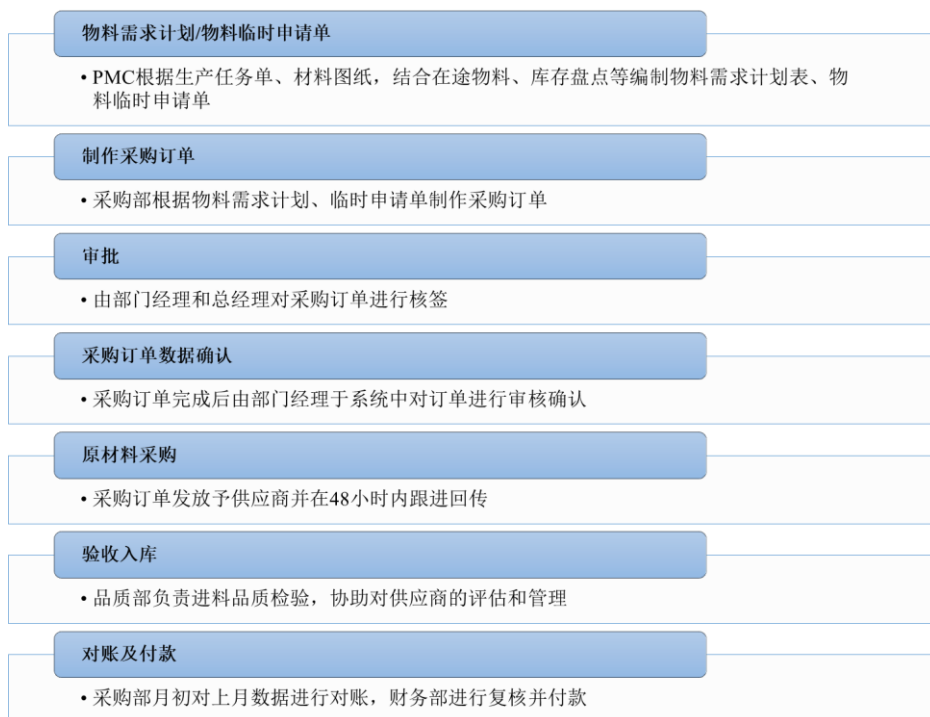 物料需求计划/物料临时申请单
•PMC根据生产任务单、材料图纸，结合在途物料、库存盘点等编制物料需求计划表、物
料临时申请单
制作采购订单
•采购部根据物料需求计划、临时申请单制作采购订单
审批
•由部门经理和总经理对采购订单进行核签
采购订单数据确认
•采购订单完成后由部门经理于系统中对订单进行审核确认
原材料采购
•采购订单发放予供应商并在48小时内跟进回传
验收入库
•品质部负责进料品质检验，协助对供应商的评估和管理
对账及付款
•采购部月初对上月数据进行对账，财务部进行复核并付款